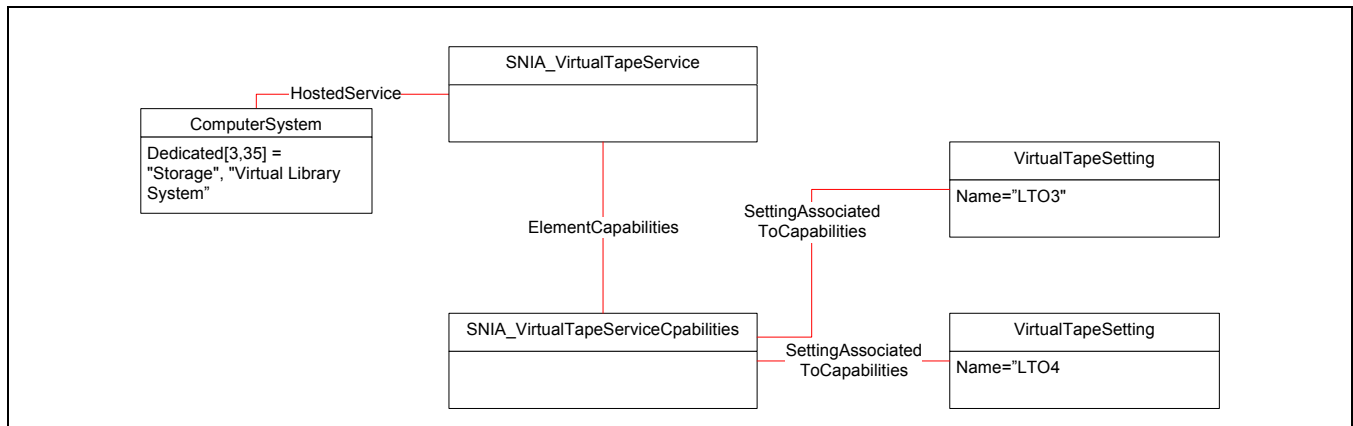 SNIA_VirtualTapeService
HostedService
ComputerSystem
Dedicated[3,35] =
"Storage", "Virtual Library
System”
VirtualTapeSetting
Name=”LTO3"
SettingAssociated
ToCapabilities
ElementCapabilities
SNIA_VirtualTapeServiceCpabilities
SettingAssociated
ToCapabilities
VirtualTapeSetting
Name=”LTO4